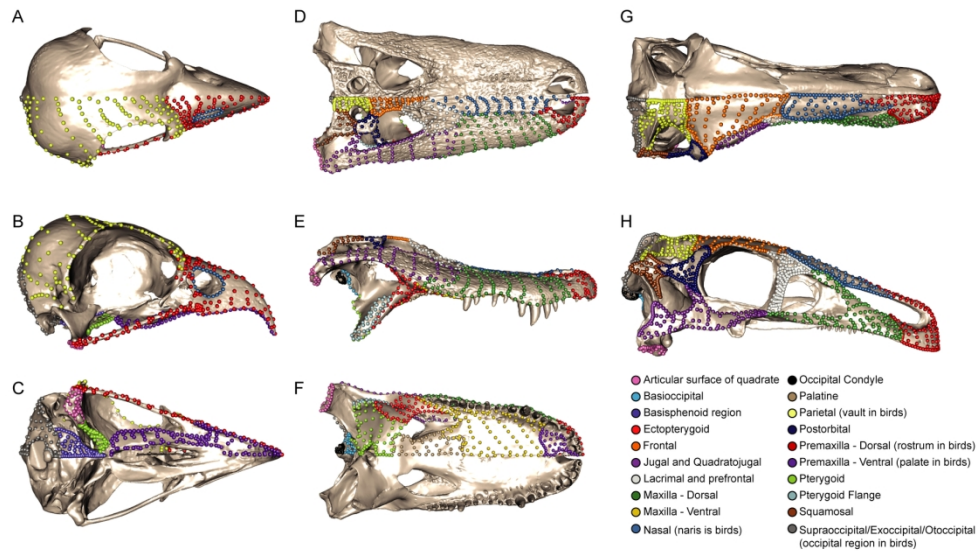 A
D
G
B
E
H
C
F
Articular surface of quadrate
Basioccipital
Basisphenoid region
Ectopterygoid
Frontal
Jugal and Quadratojugal
Lacrimal and prefrontal
Maxilla - Dorsal
Maxilla - Ventral
Nasal (naris is birds)
Occipital Condyle
Palatine
Parietal (vault in birds)
Postorbital
Premaxilla - Dorsal (rostrum in birds)
Premaxilla - Ventral (palate in birds)
Pterygoid
Pterygoid Flange
Squamosal
Supraoccipital/Exoccipital/Otoccipital
(occipital region in birds)